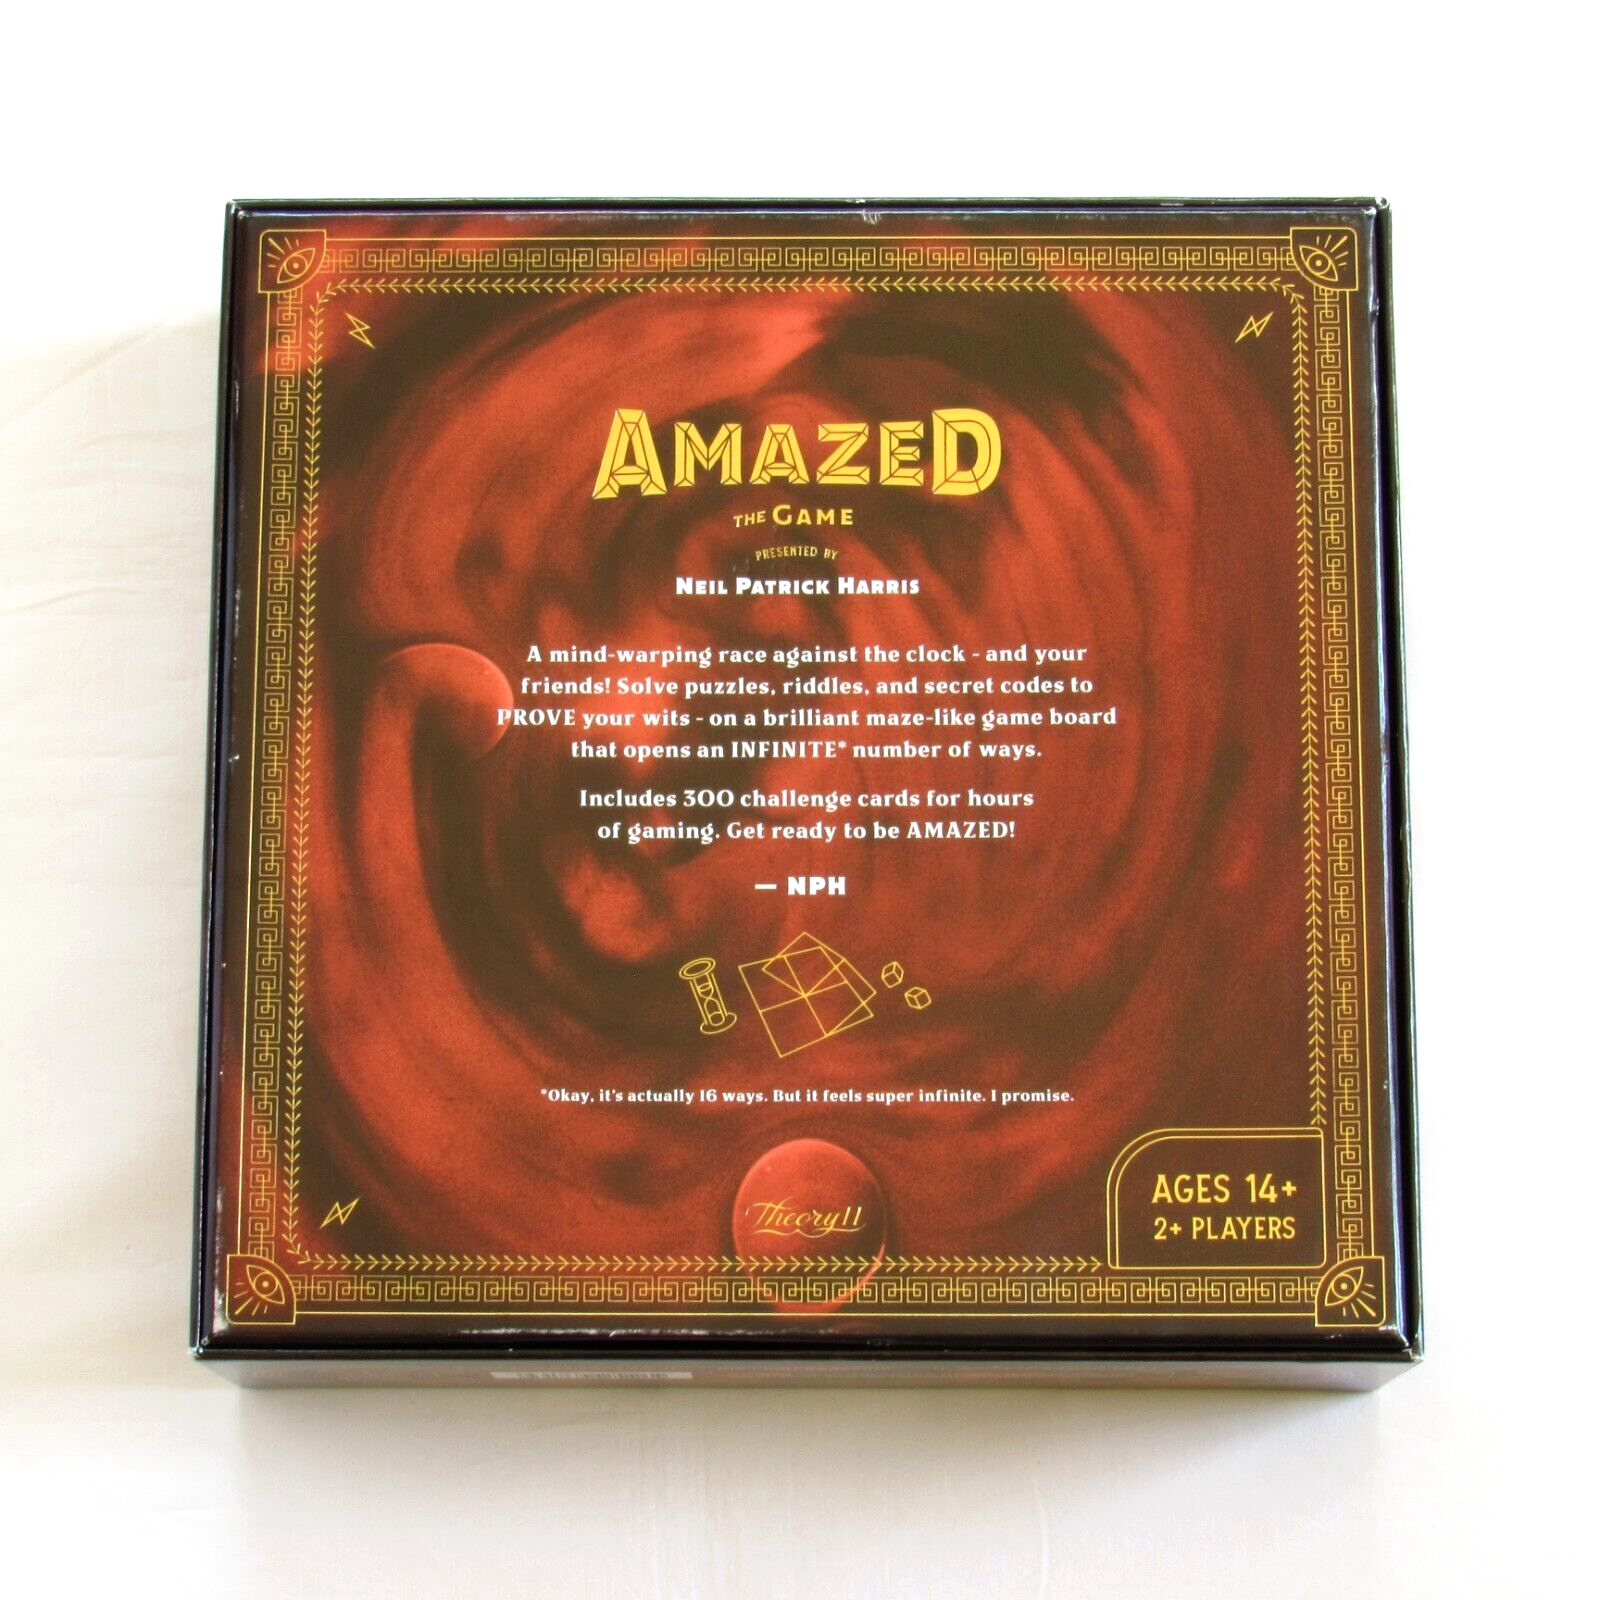 AMAZED
THE GAME
PRESENTED BY
NEIL PATRICK HARRIS
A mind-warping race against the clock - and your
friends! Solve puzzles, riddles, and secret codes to
PROVE your wits - on a brilliant maze-like game board
that opens an INFINITE* number of ways.
Includes 300 challenge cards for hours
of gaming. Get ready to be AMAZED!
— NPH
*Okay, it's actually 16 ways. But it feels super infinite. I promise.
Theory11
AGES 14+
2+ PLAYERS